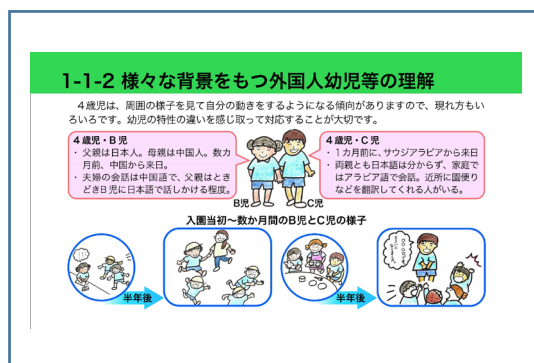 1-1-2 様々な背景をもつ外国人幼児等の理解
４歳児は、周囲の様子を見て自分の動きをするようになる傾向がありますので、現れ方もい
ろいろです。幼児の特性の違いを感じ取って対応することが大切です。
４歳児・Ｂ児
・ 父親は日本人。母親は中国人。数カ
月前、中国から来日。
・ 夫婦の会話は中国語で、父親はとき
どきＢ児に日本語で話しかける程度。
４歳児・Ｃ児
・ 1カ月前に、サウジアラビアから来日
・ 両親とも日本語は分からず、家庭で
はアラビア語で会話。近所に園便り
などを翻訳してくれる人がいる。
B児
C児
入園当初〜数か月間のB児とC児の様子
半年後
半年後